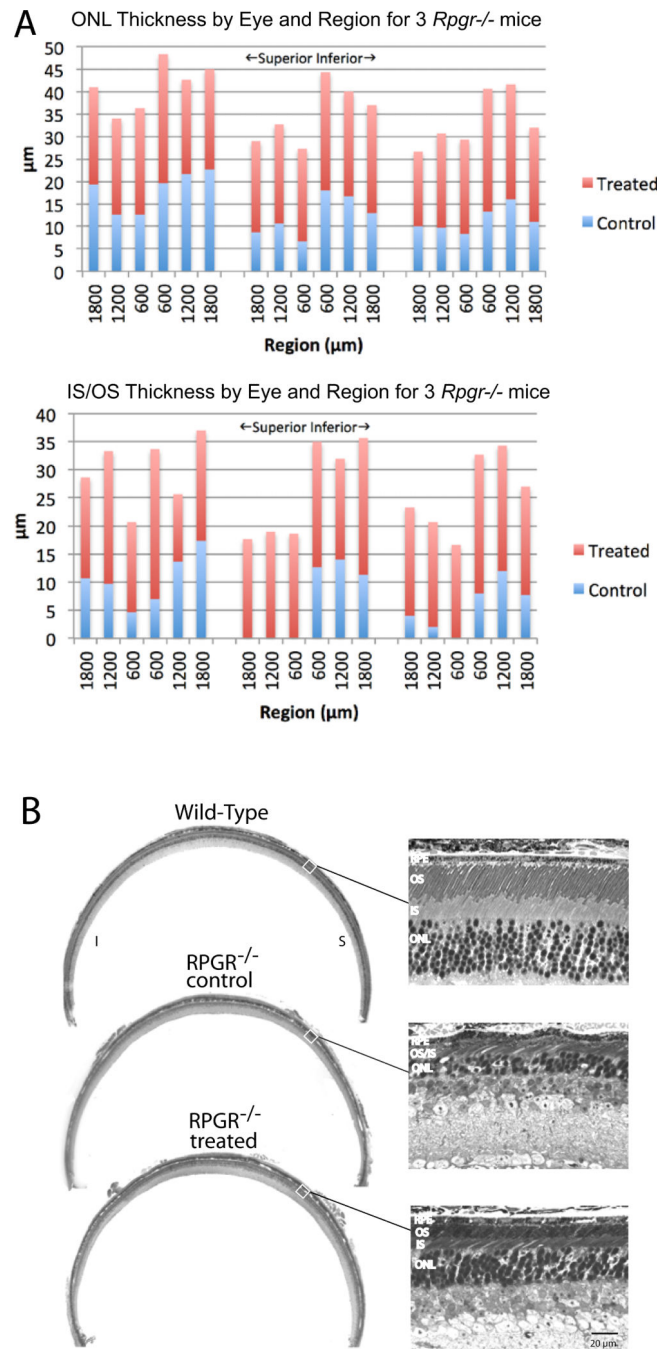 A
ONL Thickness by Eye and Region for 3 Rpgr-/- mice
50
45
40
35
30
25
20
15
10
5
0
μm
←Superior Inferior→
Treated
Control
1800 1200 600 600 1200 1800 1800 1200 600 600 1200 1800 1800 1200 600 600 1200 1800
Region (μm)
IS/OS Thickness by Eye and Region for 3 Rpgr-/- mice
40
35
30
25
20
15
10
5
0
μm
←Superior Inferior→
Treated
Control
1800 1200 600 600 1200 1800 1800 1200 600 600 1200 1800 1800 1200 600 600 1200 1800
Region (μm)
B
Wild-Type
I
S
RPE
OS
IS
ONL
RPGR-/-
control
RPE
OS/IS
ONL
RPGR-/-
treated
RPE
OS
IS
ONL
20 μm